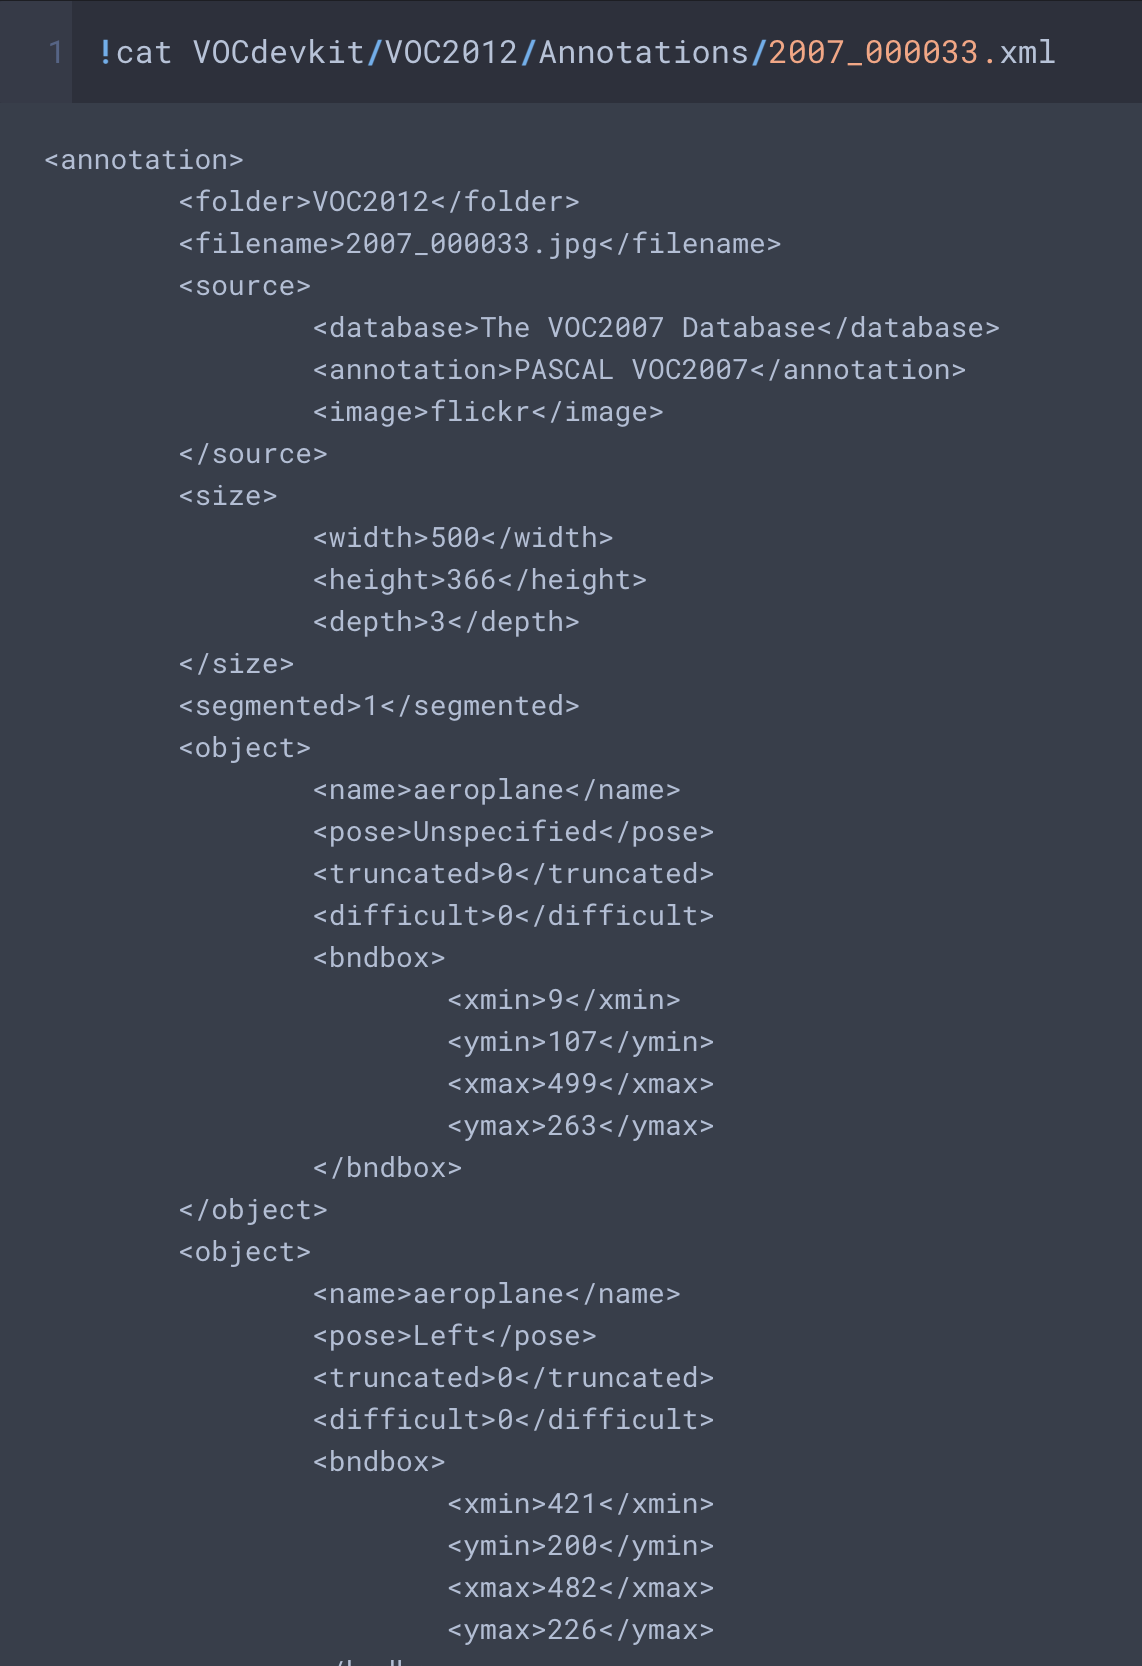 1 !cat VOCdevkit/VOC2012/Annotations/2007_000033.xml
<annotation>
<folder>VOC2012</folder>
<filename>2007_000033.jpg</filename>
<source>
<database>The VOC2007 Database</database>
<annotation>PASCAL VOC2007</annotation>
<image>flickr</image>
</source>
<size>
<width>500</width>
<height>366</height>
<depth>3</depth>
</size>
<segmented>1</segmented>
<object>
<name>aeroplane</name>
<pose>Unspecified</pose>
<truncated>0</truncated>
<difficult>0</difficult>
<bndbox>
<xmin>9</xmin>
<ymin>107</ymin>
<xmax>499</xmax>
<ymax>263</ymax>
</bndbox>
</object>
<object>
<name>aeroplane</name>
<pose>Left</pose>
<truncated>0</truncated>
<difficult>0</difficult>
<bndbox>
<xmin>421</xmin>
<ymin>200</ymin>
<xmax>482</xmax>
<ymax>226</ymax>